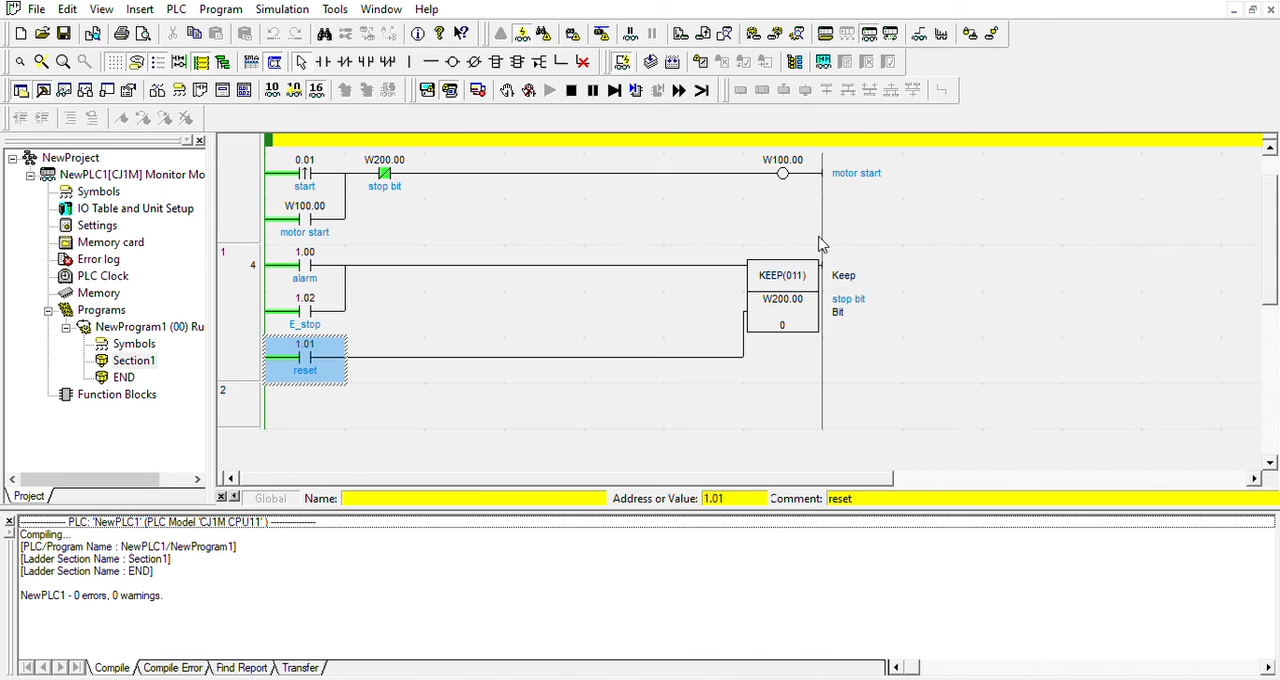 File Edit View Insert PLC Program Simulation Tools Window Help
10 10 16
NewProject
NewPLC1[CJ1M] Monitor Mo
Symbols
IO Table and Unit Setup
Settings
Memory card
Error log
PLC Clock
Memory
Programs
NewProgram1 (00) Ru
Symbols
Section1
END
Function Blocks
Project
0.01
start
W200.00
stop bit
W100.00
motor start
W100.00
motor start
1
4
1.00
alarm
KEEP(011)
Keep
1.02
E_stop
W200.00
stop bit
Bit
0
1.01
reset
2
Global Name: Address or Value: 1.01 Comment: reset
--------------- PLC: 'NewPLC1' (PLC Model 'CJ1M CPU11' ) ---------------
Compiling...
[PLC/Program Name : NewPLC1/NewProgram1]
[Ladder Section Name : Section1]
[Ladder Section Name : END]
NewPLC1 - 0 errors, 0 warnings.
Compile Compile Error Find Report Transfer